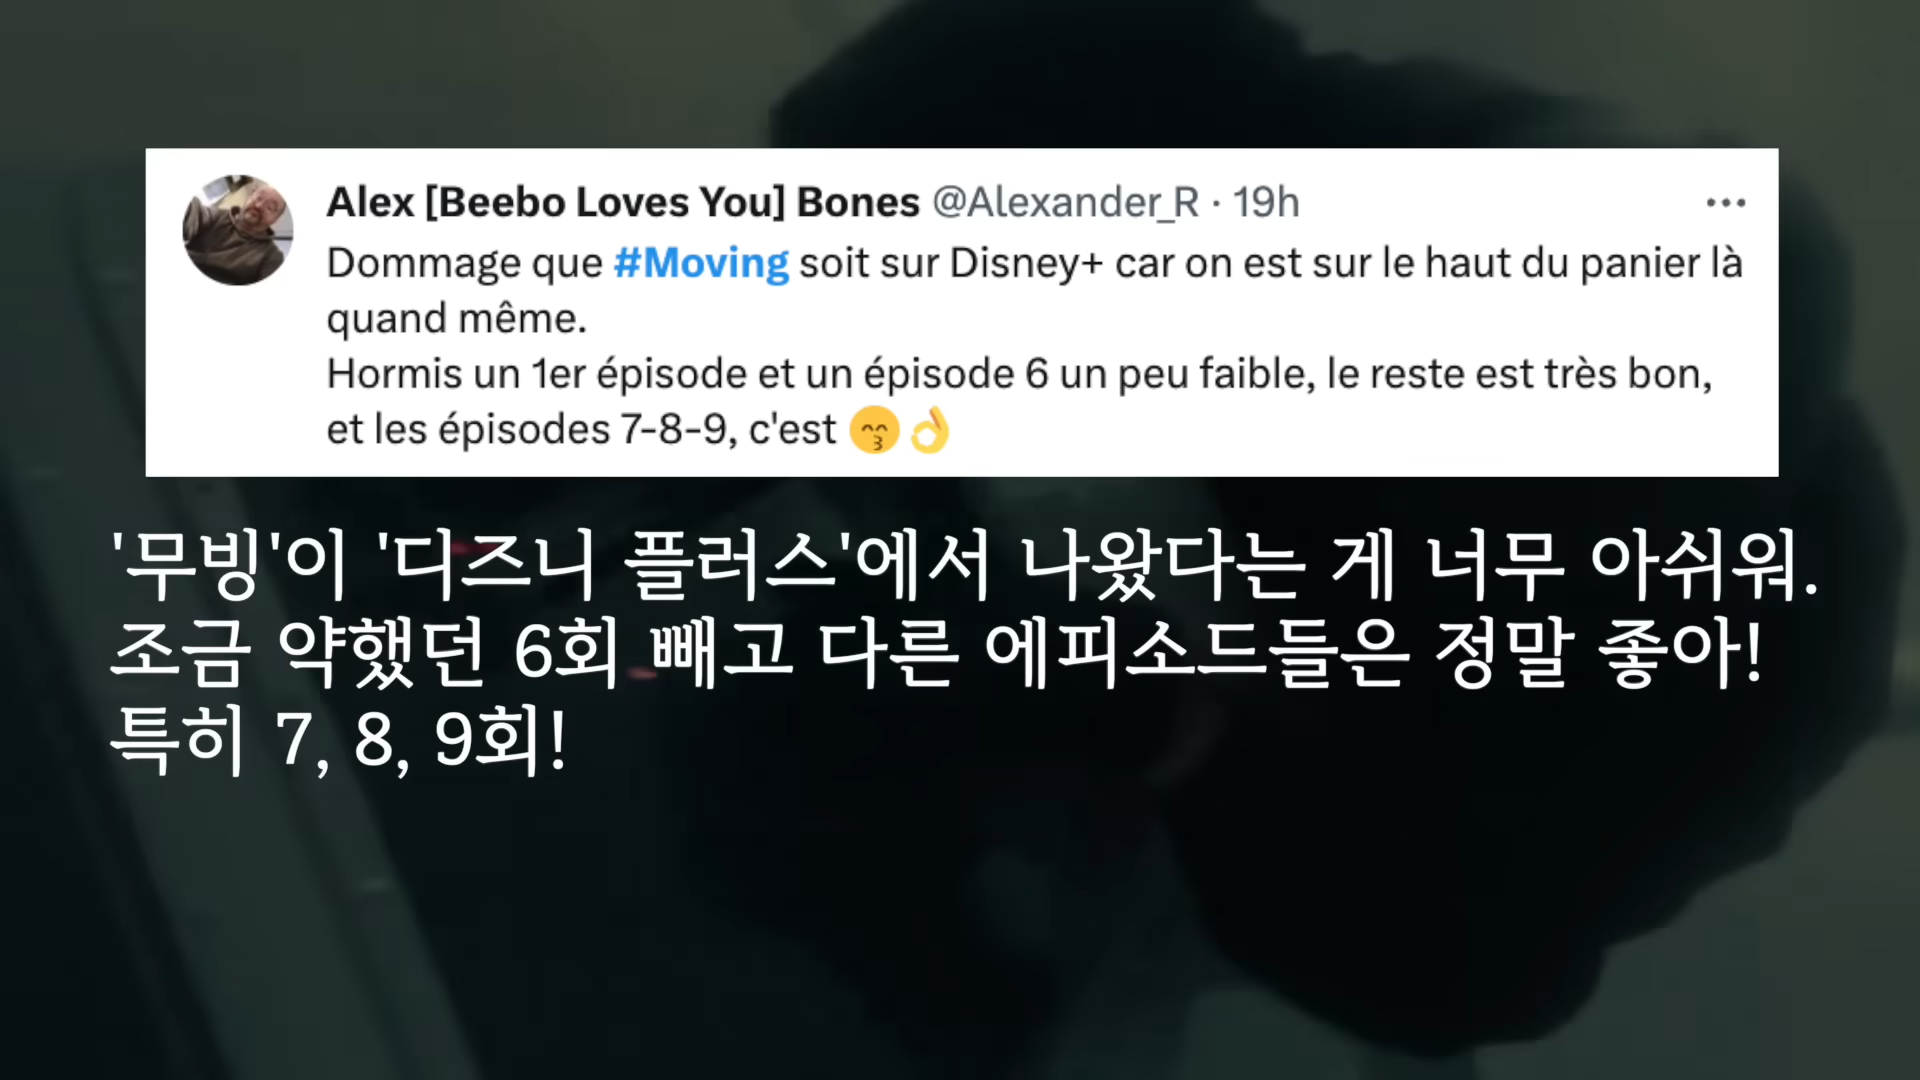 Alex [Beebo Loves You] Bones @Alexander_R · 19h
Dommage que #Moving soit sur Disney+ car on est sur le haut du panier là
quand même.
Hormis un 1er épisode et un épisode 6 un peu faible, le reste est très bon,
et les épisodes 7-8-9, c'est 😙👌
'무빙'이 '디즈니 플러스'에서 나왔다는 게 너무 아쉬워.
조금 약했던 6회 빼고 다른 에피소드들은 정말 좋아!
특히 7, 8, 9회!